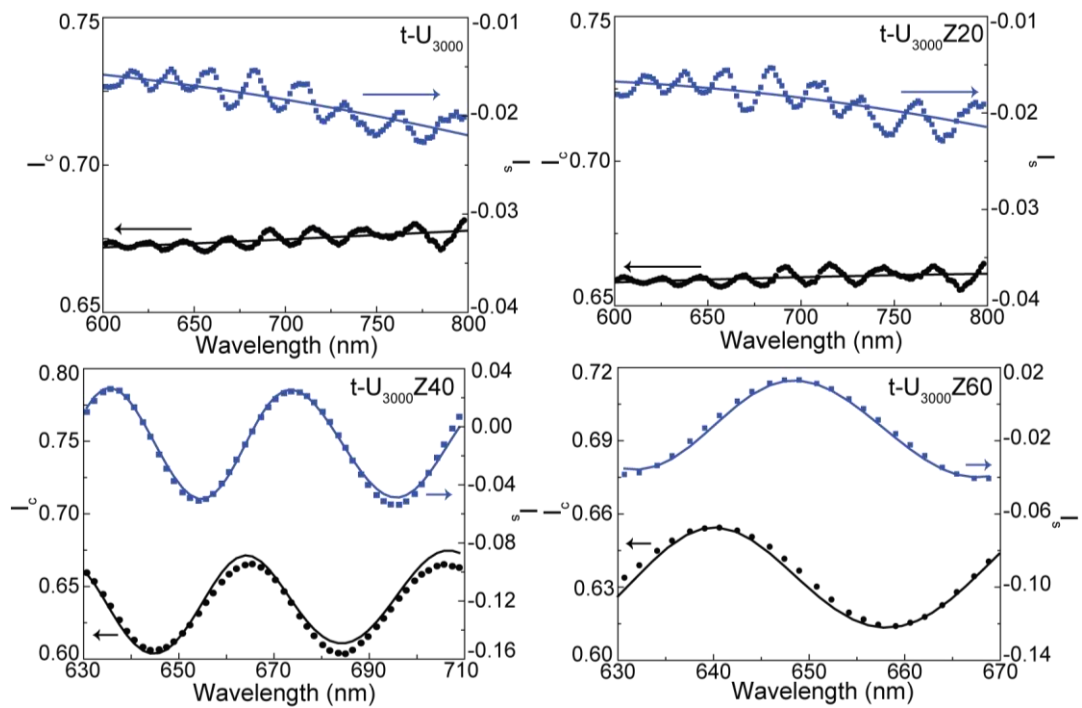 t-U3000
0.75
0.70
0.65
Ic
-0.01
-0.02
-0.03
-0.04
Is
600 650 700 750 800
Wavelength (nm)
t-U3000Z20
0.75
0.70
0.65
Ic
-0.01
-0.02
-0.03
-0.04
Is
600 650 700 750 800
Wavelength (nm)
t-U3000Z40
0.80
0.75
0.70
0.65
0.60
Ic
0.04
0.00
-0.04
-0.08
-0.12
-0.16
Is
630 650 670 690 710
Wavelength (nm)
t-U3000Z60
0.72
0.69
0.66
0.63
0.60
Ic
0.02
-0.02
-0.06
-0.10
-0.14
Is
630 640 650 660 670
Wavelength (nm)